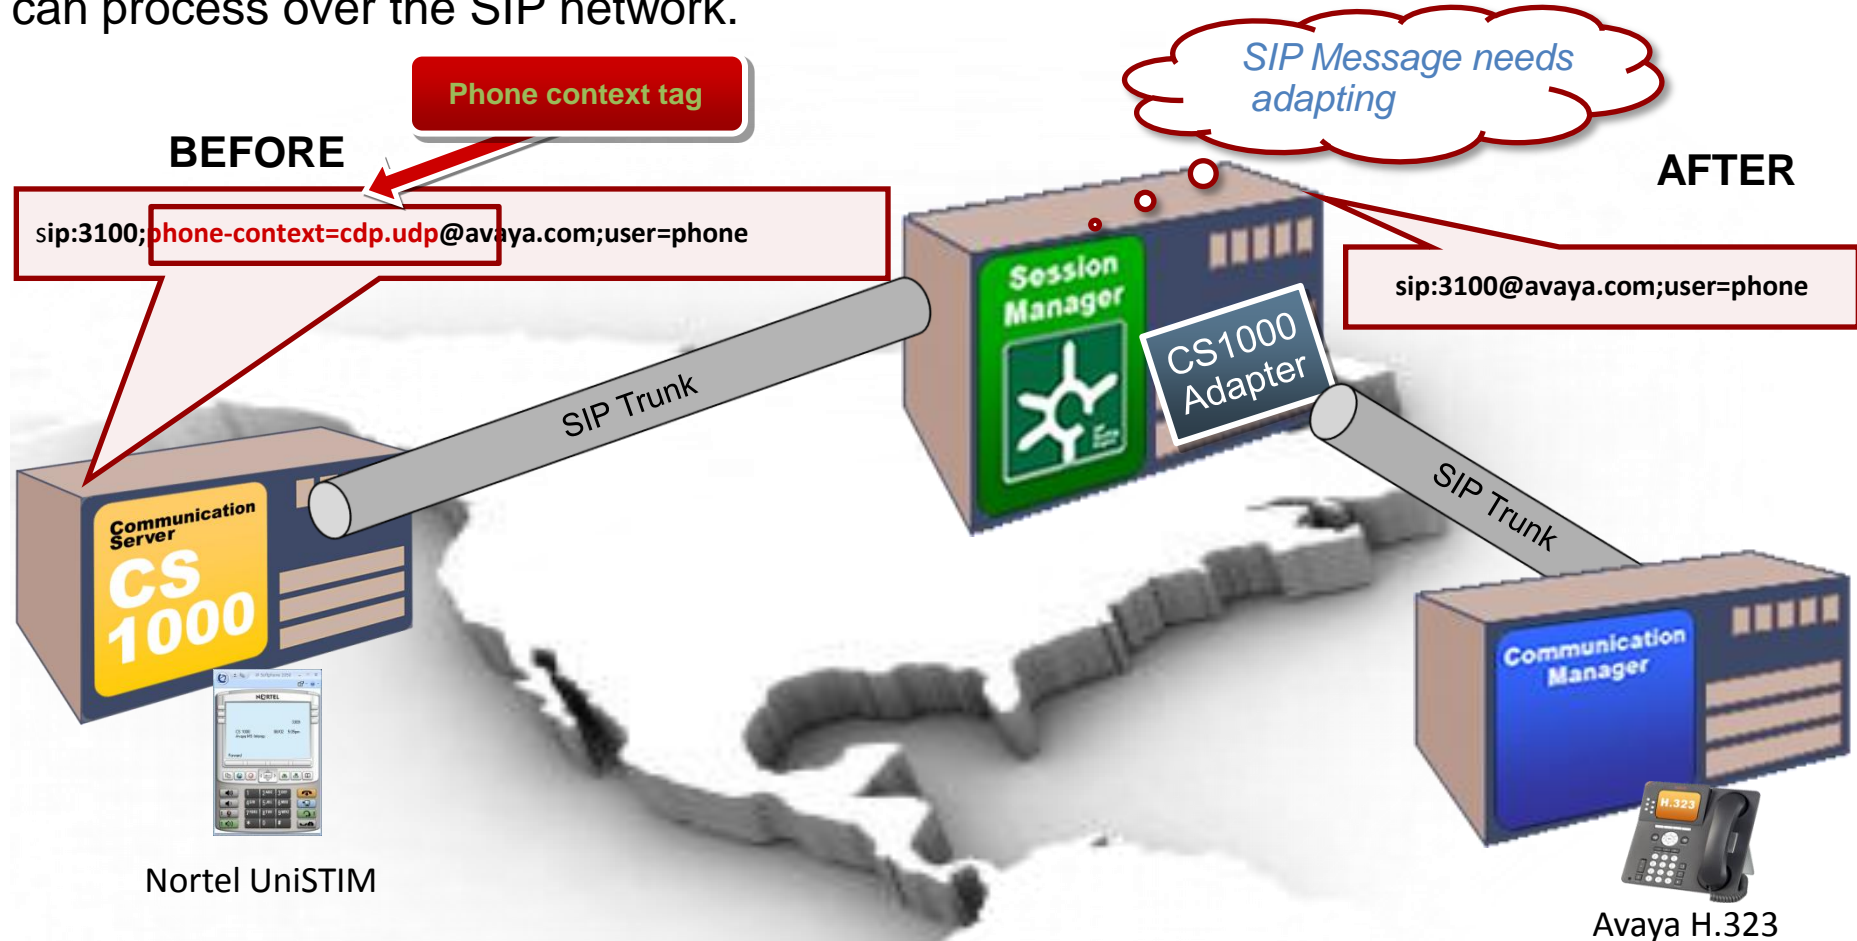 can process over the SIP network.
SIP Message needs
adapting
Phone context tag
BEFORE
AFTER
sip:3100;phone-context=cdp.udp@avaya.com;user=phone
sip:3100@avaya.com;user=phone
Session
Manager
CS1000
Adapter
SIP Trunk
SIP Trunk
Communication
Server
CS
1000
Communication
Manager
NORTEL
H.323
Nortel UniSTIM
Avaya H.323